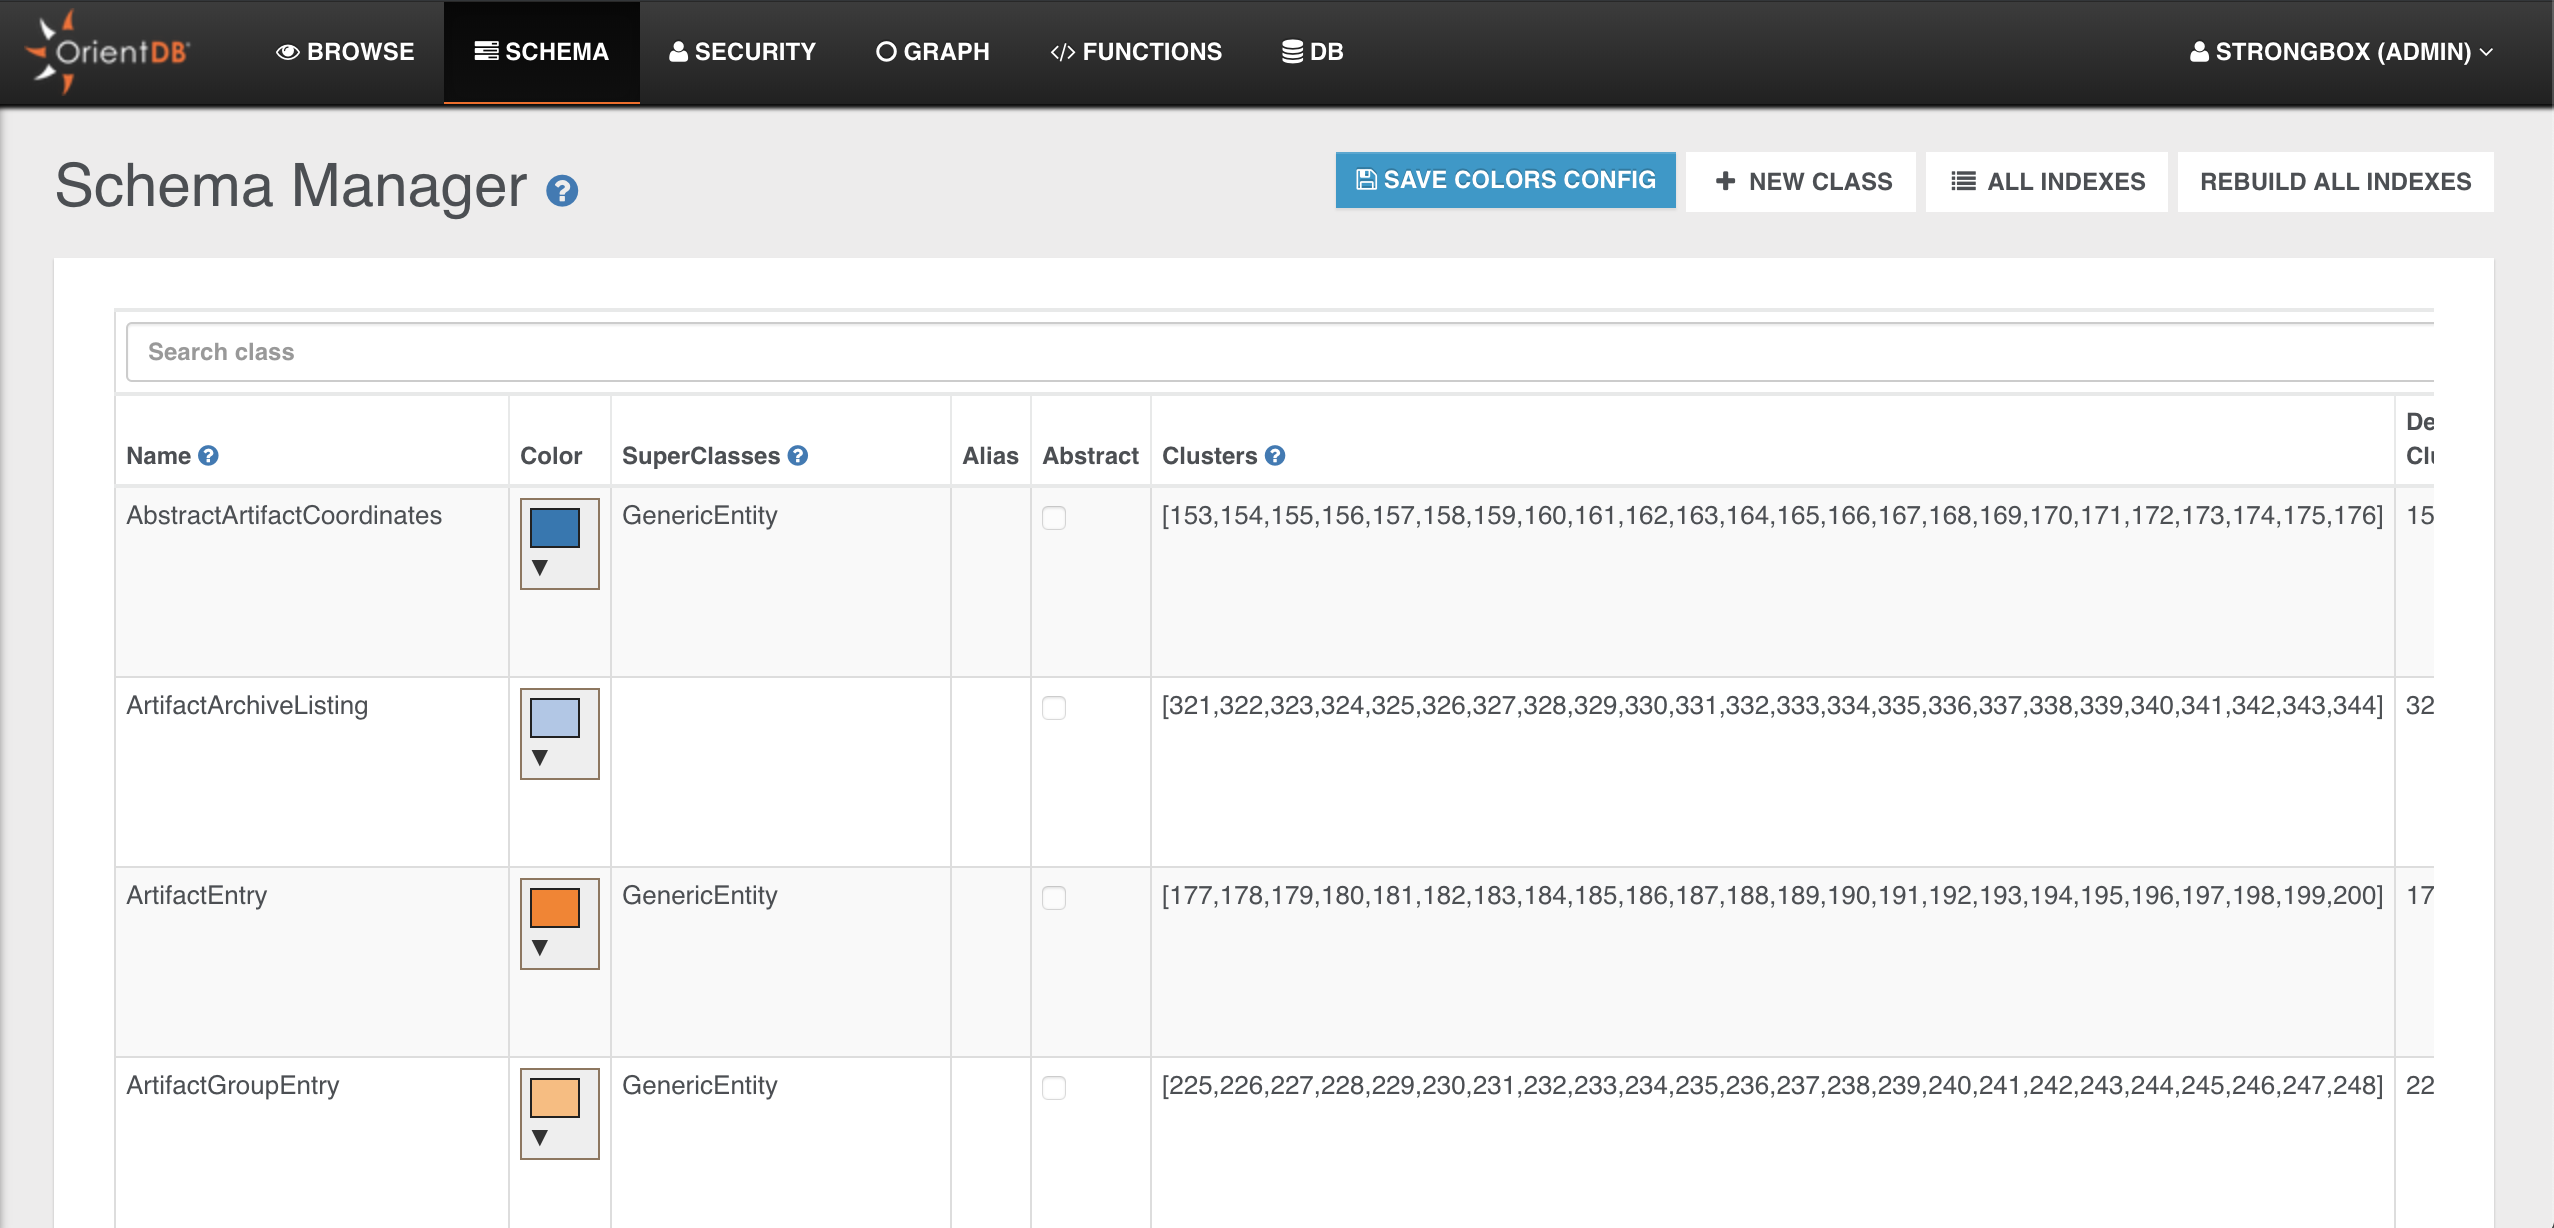 OrientDB
BROWSE
SCHEMA
SECURITY
GRAPH
</> FUNCTIONS
DB
STRONGBOX (ADMIN)
Schema Manager ?
SAVE COLORS CONFIG
+ NEW CLASS
ALL INDEXES
REBUILD ALL INDEXES
Search class
Name ? Color SuperClasses ? Alias Abstract Clusters ? De
Clu
AbstractArtifactCoordinates GenericEntity [153,154,155,156,157,158,159,160,161,162,163,164,165,166,167,168,169,170,171,172,173,174,175,176] 15
ArtifactArchiveListing [321,322,323,324,325,326,327,328,329,330,331,332,333,334,335,336,337,338,339,340,341,342,343,344] 32
ArtifactEntry GenericEntity [177,178,179,180,181,182,183,184,185,186,187,188,189,190,191,192,193,194,195,196,197,198,199,200] 17
ArtifactGroupEntry GenericEntity [225,226,227,228,229,230,231,232,233,234,235,236,237,238,239,240,241,242,243,244,245,246,247,248] 22